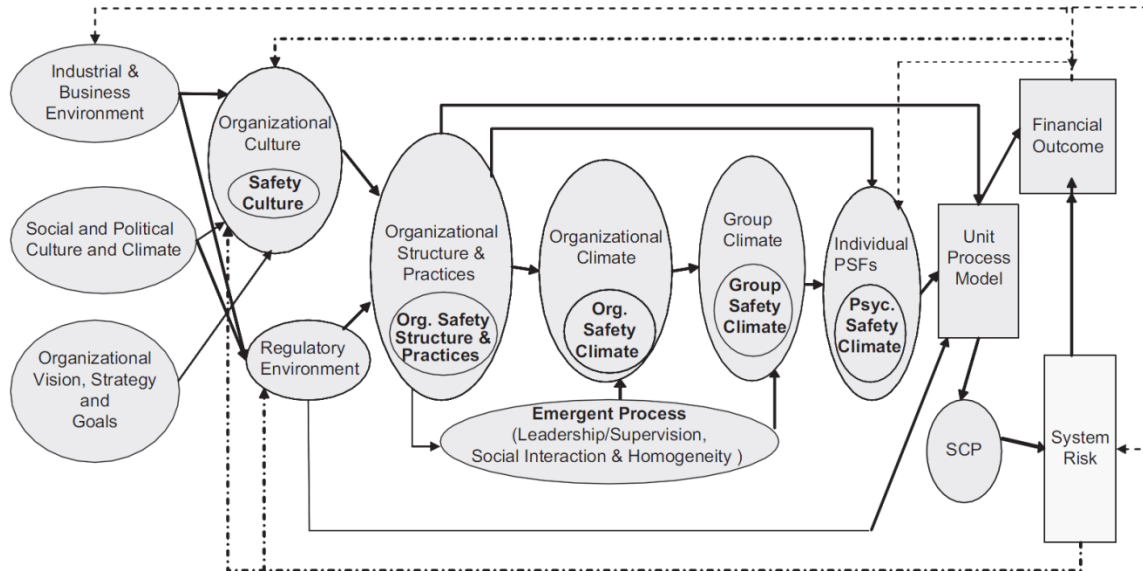 Industrial &
Business
Environment
Social and Political
Culture and Climate
Organizational
Vision, Strategy
and
Goals
Organizational
Culture
Safety
Culture
Regulatory
Environment
Organizational
Structure
& Practices
Org. Safety
Structure &
Practices
Organizational
Climate
Org.
Safety
Climate
Emergent Process
(Leadership/Supervision,
Social Interaction & Homogeneity )
Group
Climate
Group
Safety
Climate
Individual
PSFs
Psyc.
Safety
Climate
Unit
Process
Model
SCP
Financial
Outcome
System
Risk